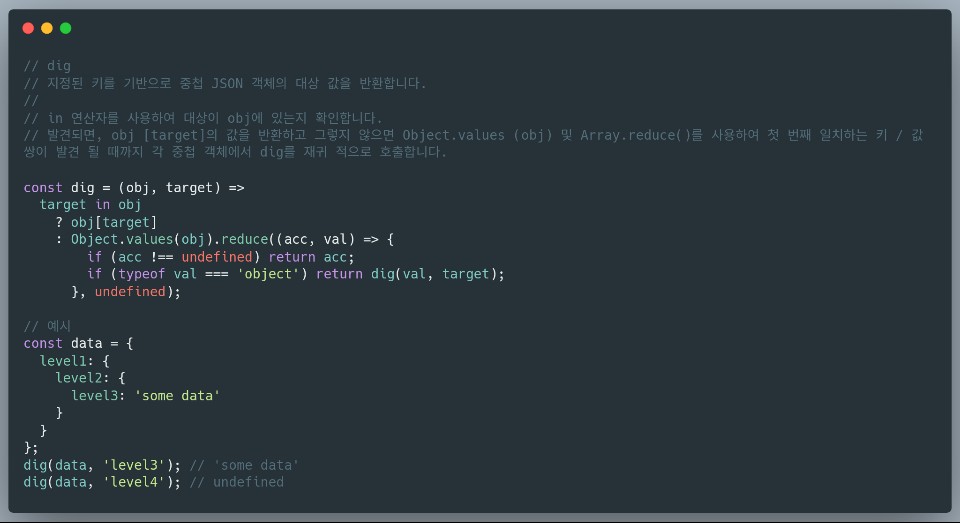 // dig
// 지정된 키를 기반으로 중첩 JSON 객체의 대상 값을 반환합니다.
//
// in 연산자를 사용하여 대상이 obj에 있는지 확인합니다.
// 발견되면, obj [target]의 값을 반환하고 그렇지 않으면 Object.values (obj) 및 Array.reduce()를 사용하여 첫 번째 일치하는 키 / 값
쌍이 발견 될 때까지 각 중첩 객체에서 dig를 재귀 적으로 호출합니다.

const dig = (obj, target) =>
  target in obj
    ? obj[target]
    : Object.values(obj).reduce((acc, val) => {
        if (acc !== undefined) return acc;
        if (typeof val === 'object') return dig(val, target);
      }, undefined);

// 예시
const data = {
  level1: {
    level2: {
      level3: 'some data'
    }
  }
};
dig(data, 'level3'); // 'some data'
dig(data, 'level4'); // undefined